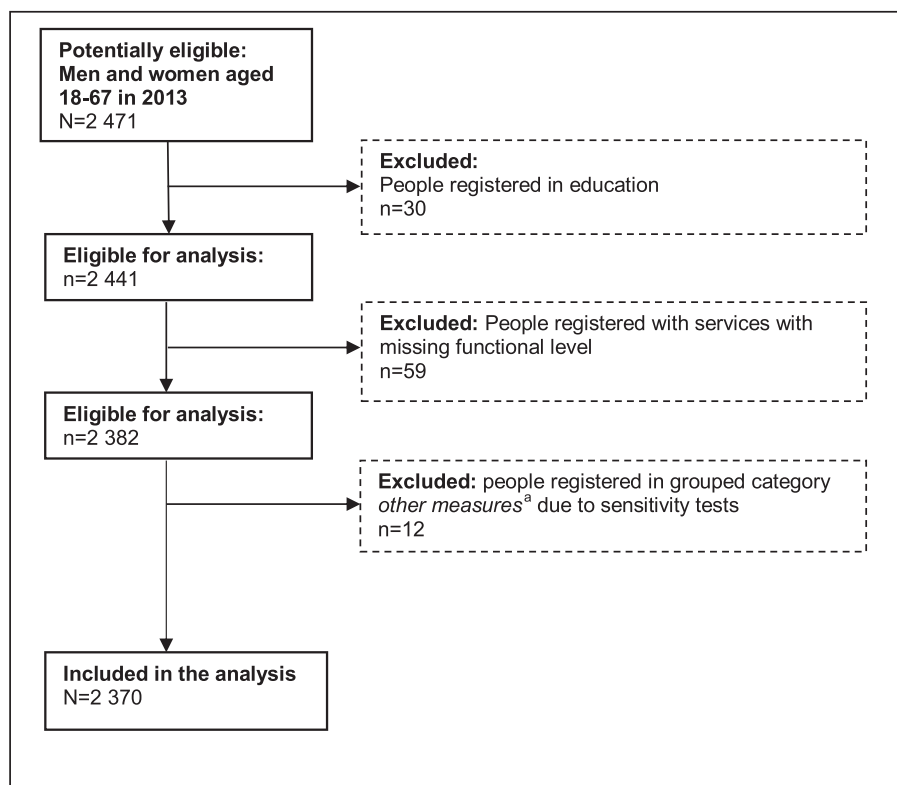 Potentially eligible:
Men and women aged
18-67 in 2013
N=2 471
Excluded:
People registered in education
n=30
Eligible for analysis:
n=2 441
Excluded: People registered with services with
missing functional level
n=59
Eligible for analysis:
n=2 382
Excluded: people registered in grouped category
other measuresᵃ due to sensitivity tests
n=12
Included in the analysis
N=2 370